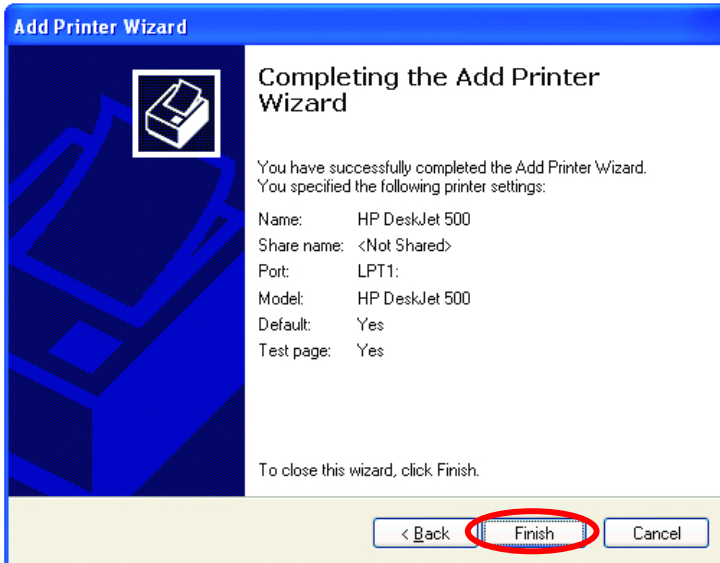 Add Printer Wizard
Completing the Add Printer
Wizard
You have successfully completed the Add Printer Wizard.
You specified the following printer settings:
Name: HP DeskJet 500
Share name: <Not Shared>
Port: LPT1:
Model: HP DeskJet 500
Default: Yes
Test page: Yes
To close this wizard, click Finish.
< Back Finish Cancel